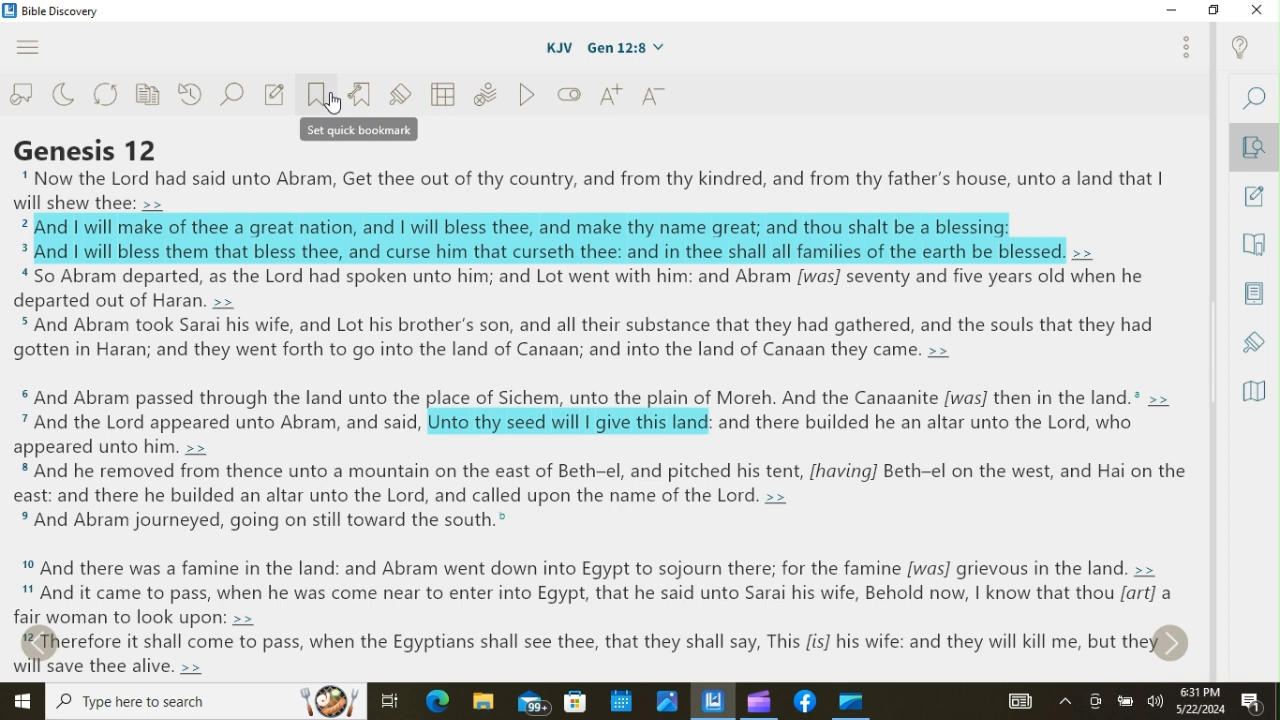 Bible Discovery
KJV Gen 12:8
A+ A−
Set quick bookmark
Genesis 12
1 Now the Lord had said unto Abram, Get thee out of thy country, and from thy kindred, and from thy father's house, unto a land that I
will shew thee: >>
2 And I will make of thee a great nation, and I will bless thee, and make thy name great; and thou shalt be a blessing:
3 And I will bless them that bless thee, and curse him that curseth thee: and in thee shall all families of the earth be blessed. >>
4 So Abram departed, as the Lord had spoken unto him; and Lot went with him: and Abram [was] seventy and five years old when he
departed out of Haran. >>
5 And Abram took Sarai his wife, and Lot his brother's son, and all their substance that they had gathered, and the souls that they had
gotten in Haran; and they went forth to go into the land of Canaan; and into the land of Canaan they came. >>
6 And Abram passed through the land unto the place of Sichem, unto the plain of Moreh. And the Canaanite [was] then in the land. a >>
7 And the Lord appeared unto Abram, and said, Unto thy seed will I give this land: and there builded he an altar unto the Lord, who
appeared unto him. >>
8 And he removed from thence unto a mountain on the east of Beth–el, and pitched his tent, [having] Beth–el on the west, and Hai on the
east: and there he builded an altar unto the Lord, and called upon the name of the Lord. >>
9 And Abram journeyed, going on still toward the south. b
10 And there was a famine in the land: and Abram went down into Egypt to sojourn there; for the famine [was] grievous in the land. >>
11 And it came to pass, when he was come near to enter into Egypt, that he said unto Sarai his wife, Behold now, I know that thou [art] a
fair woman to look upon: >>
12 Therefore it shall come to pass, when the Egyptians shall see thee, that they shall say, This [is] his wife: and they will kill me, but they
will save thee alive. >>
Type here to search
99+
6:31 PM
5/22/2024
1